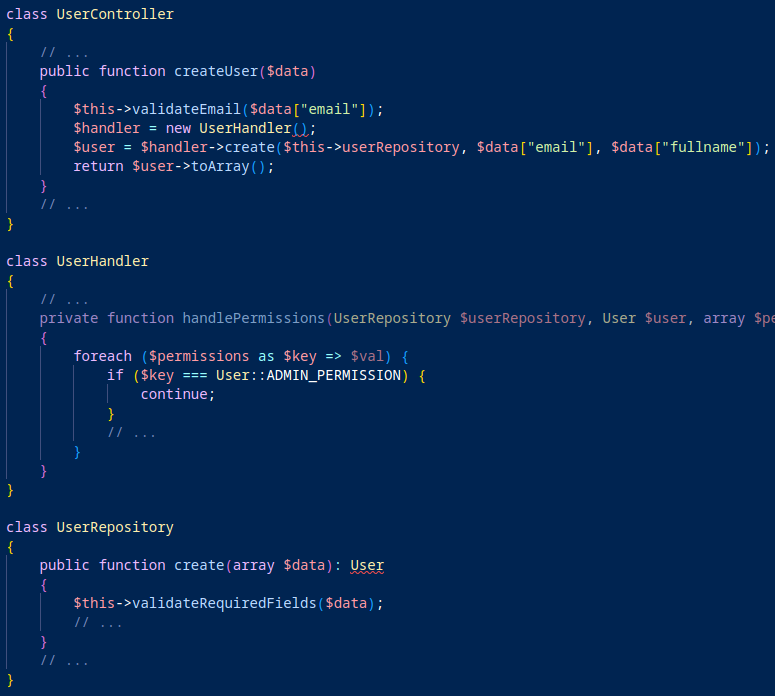 class UserController
{
    // ...
    public function createUser($data)
    {
        $this->validateEmail($data["email"]);
        $handler = new UserHandler();
        $user = $handler->create($this->userRepository, $data["email"], $data["fullname"]);
        return $user->toArray();
    }
    // ...
}

class UserHandler
{
    // ...
    private function handlePermissions(UserRepository $userRepository, User $user, array $pe
    {
        foreach ($permissions as $key => $val) {
            if ($key === User::ADMIN_PERMISSION) {
                continue;
            }
            // ...
        }
    }
}

class UserRepository
{
    public function create(array $data): User
    {
        $this->validateRequiredFields($data);
        // ...
    }
    // ...
}